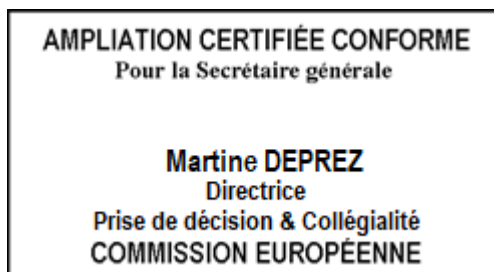 AMPLIATION CERTIFIÉE CONFORME
Pour la Secrétaire générale
Martine DEPREZ
Directrice
Prise de décision & Collégialité
COMMISSION EUROPÉENNE